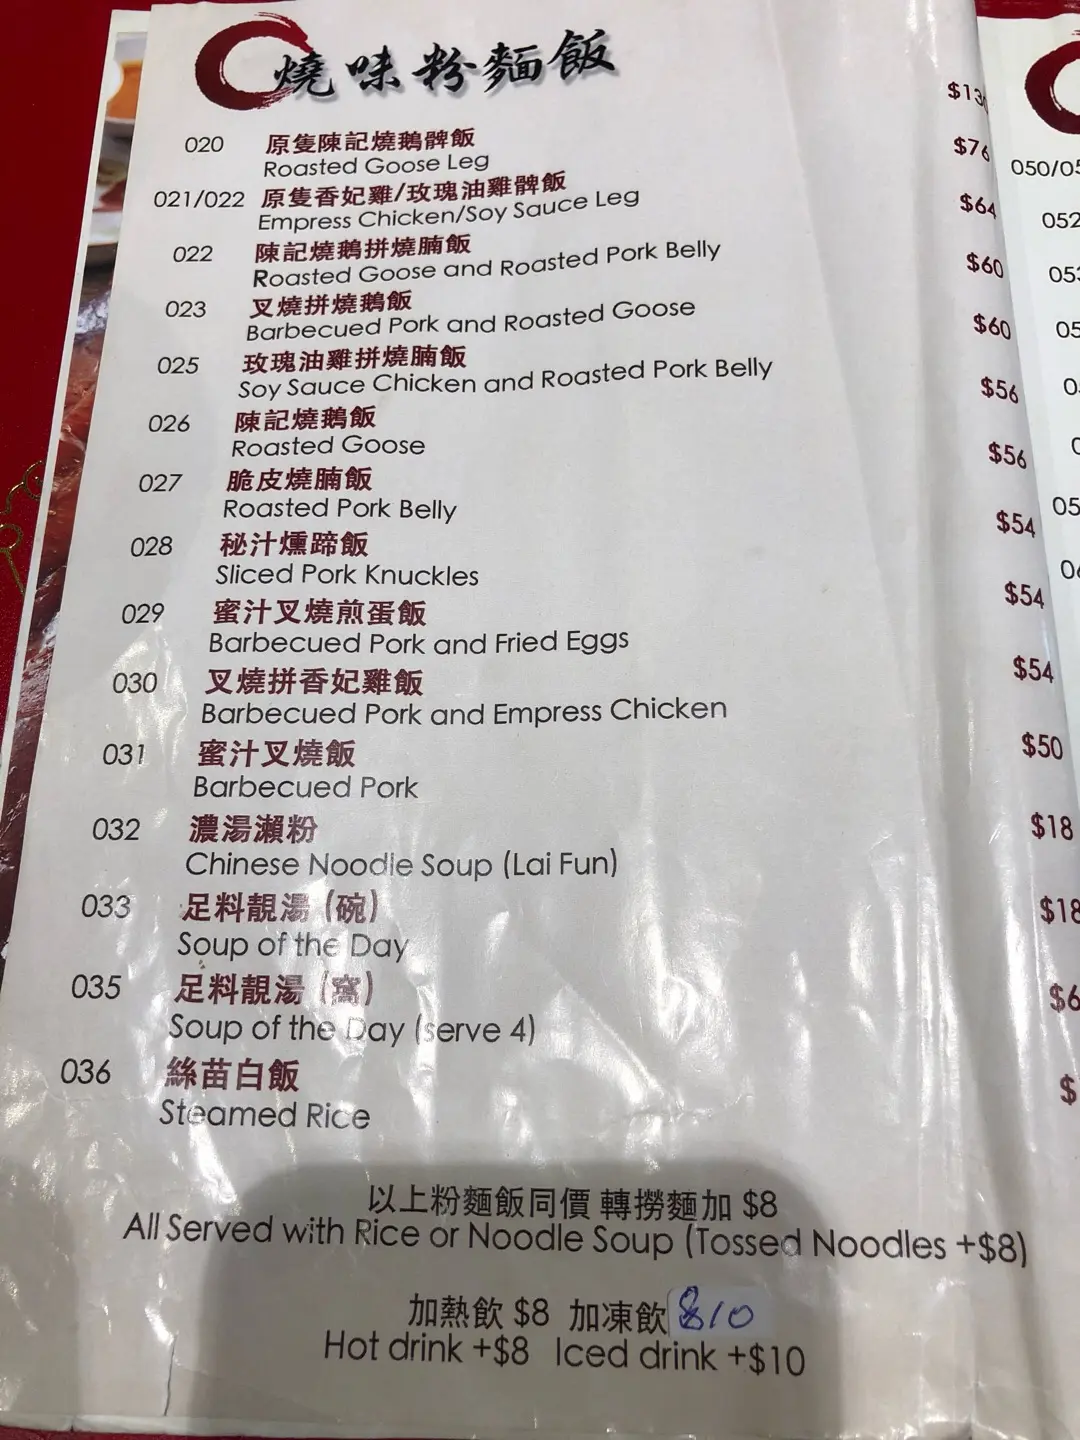 燒味粉麵飯
020 原隻陳記燒鵝髀飯
Roasted Goose Leg
021/022 原隻香妃雞/玫瑰油雞髀飯 $76
Empress Chicken/Soy Sauce Leg
022 陳記燒鵝拼燒腩飯 $64
Roasted Goose and Roasted Pork Belly
023 叉燒拼燒鵝飯 $60
Barbecued Pork and Roasted Goose
025 玫瑰油雞拼燒腩飯 $60
Soy Sauce Chicken and Roasted Pork Belly
026 陳記燒鵝飯 $56
Roasted Goose
027 脆皮燒腩飯 $56
Roasted Pork Belly
028 秘汁燻蹄飯 $54
Sliced Pork Knuckles
029 蜜汁叉燒煎蛋飯 $54
Barbecued Pork and Fried Eggs
030 叉燒拼香妃雞飯 $54
Barbecued Pork and Empress Chicken
031 蜜汁叉燒飯 $50
Barbecued Pork
032 濃湯瀨粉 $18
Chinese Noodle Soup (Lai Fun)
033 足料靚湯 (碗) $18
Soup of the Day
035 足料靚湯 (窩)
Soup of the Day (serve 4)
036 絲苗白飯
Steamed Rice
以上粉麵飯同價 轉撈麵加 $8
All Served with Rice or Noodle Soup (Tossed Noodles +$8)
加熱飲 $8 加凍飲 $10
Hot drink +$8 Iced drink +$10
052